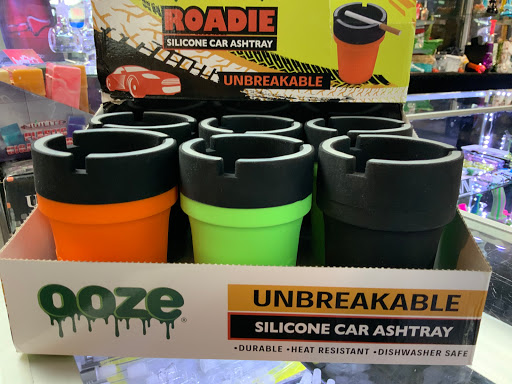 ROADIE
SILICONE CAR ASHTRAY
UNBREAKABLE
ooze®
UNBREAKABLE
SILICONE CAR ASHTRAY
•DURABLE •HEAT RESISTANT •DISHWASHER SAFE